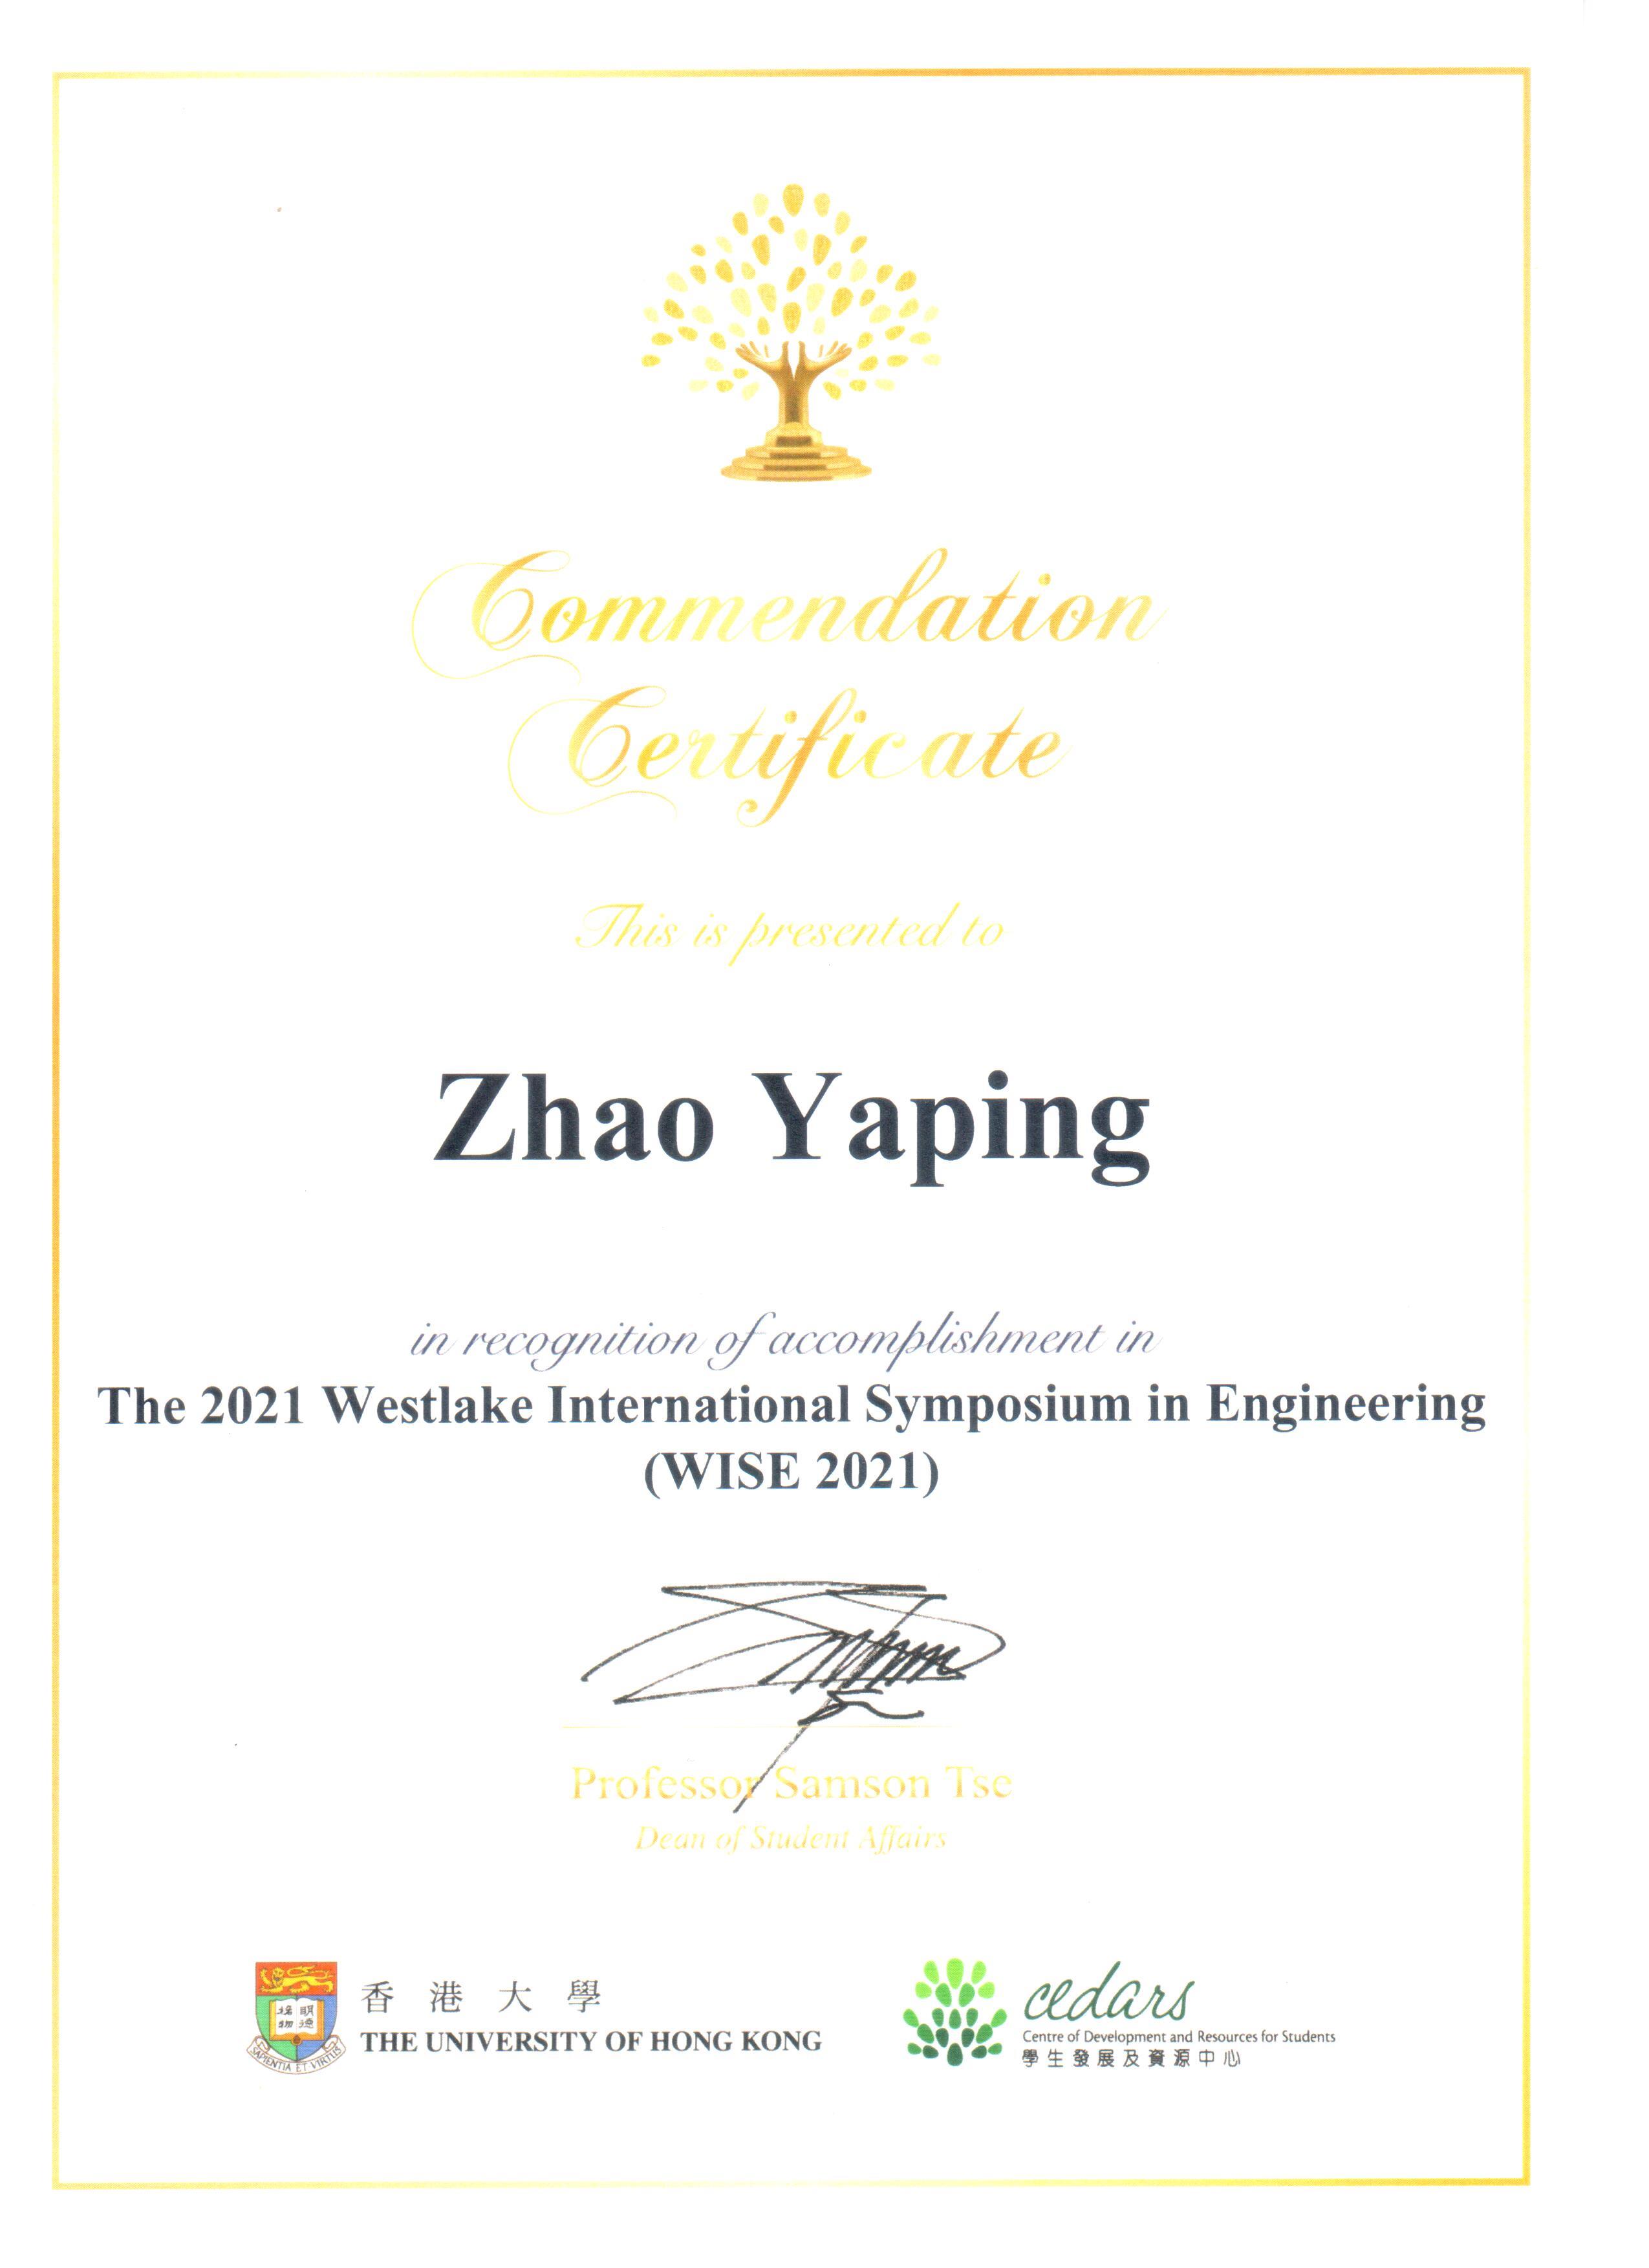 Commendation
Certificate
This is presented to
Zhao Yaping
in recognition of accomplishment in
The 2021 Westlake International Symposium in Engineering
(WISE 2021)
Professor Samson Tse
Dean of Student Affairs
明德
格物
SAPIENTIA ET VIRTUS
香港大學
THE UNIVERSITY OF HONG KONG
cedars
Centre of Development and Resources for Students
學生發展及資源中心